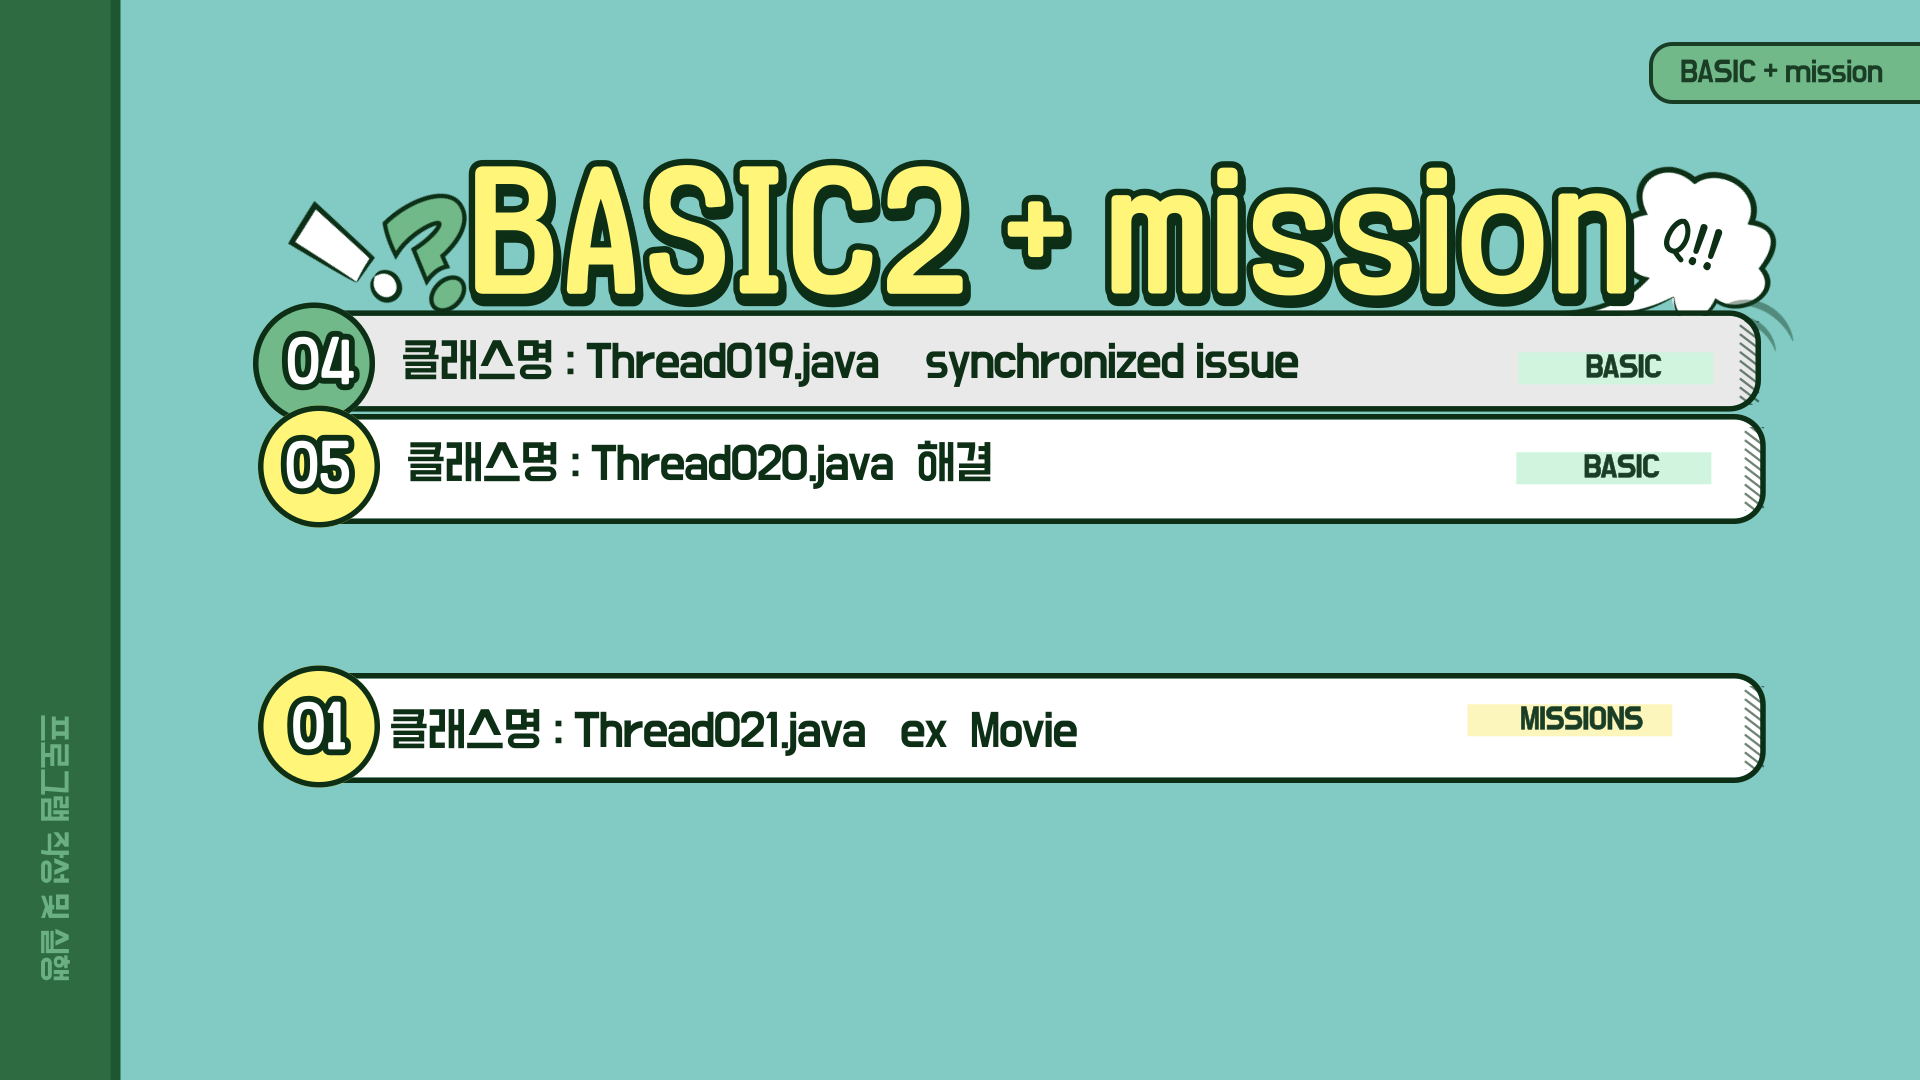 BASIC + mission
BASIC2 + mission
Q!!
04 클래스명 : Thread019.java synchronized issue BASIC
05 클래스명 : Thread020.java 해결 BASIC
01 클래스명 : Thread021.java ex Movie MISSIONS
프로그램 작성 및 실행